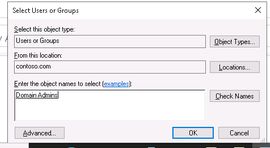 Select Users or Groups
Select this object type:
Users or Groups
Object Types...
From this location:
contoso.com
Locations...
Enter the object names to select (examples):
Domain Admins
Check Names
Advanced...
OK
Cancel